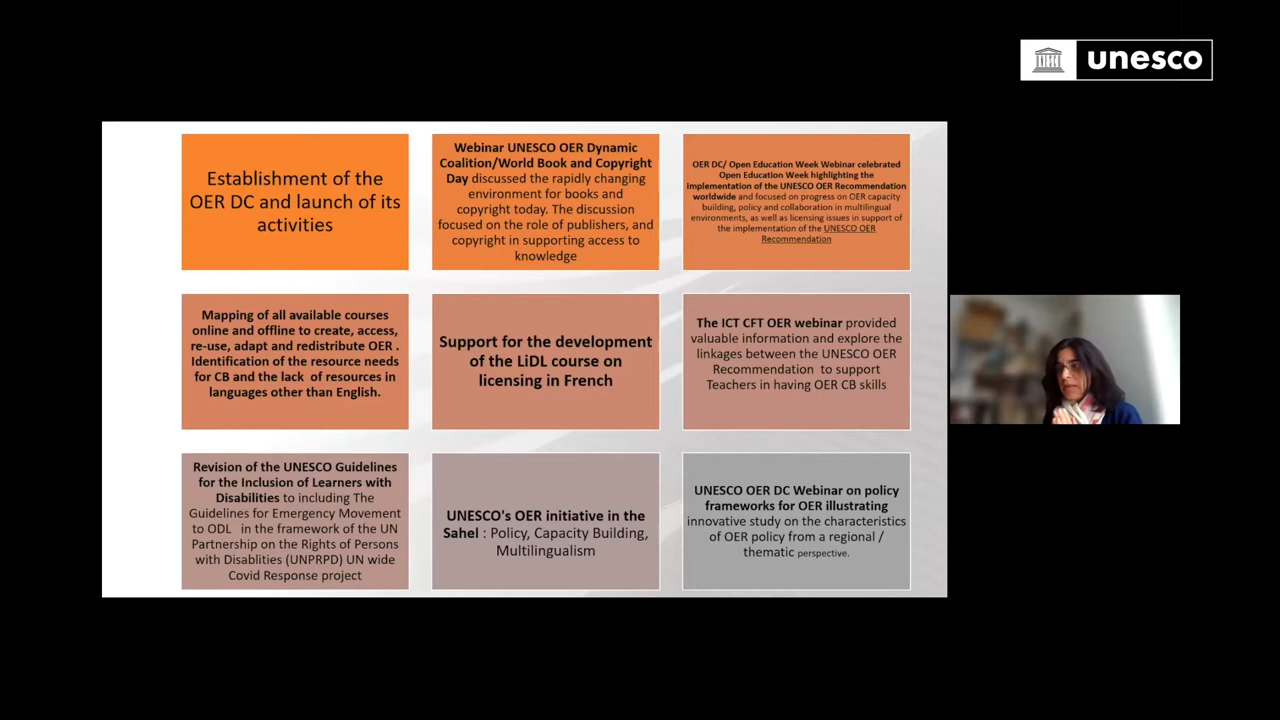 unesco
Establishment of the
OER DC and launch of its
activities
Webinar UNESCO OER Dynamic
Coalition/World Book and Copyright
Day discussed the rapidly changing
environment for books and
copyright today. The discussion
focused on the role of publishers, and
copyright in supporting access to
knowledge
OER DC/ Open Education Week Webinar celebrated
Open Education Week highlighting the
implementation of the UNESCO OER Recommendation
worldwide and focused on progress on OER capacity
building, policy and collaboration in multilingual
environments, as well as licensing issues in support of
the implementation of the UNESCO OER
Recommendation
Mapping of all available courses
online and offline to create, access,
re-use, adapt and redistribute OER .
Identification of the resource needs
for CB and the lack of resources in
languages other than English.
Support for the development
of the LiDL course on
licensing in French
The ICT CFT OER webinar provided
valuable information and explore the
linkages between the UNESCO OER
Recommendation to support
Teachers in having OER CB skills
Revision of the UNESCO Guidelines
for the Inclusion of Learners with
Disabilities to including The
Guidelines for Emergency Movement
to ODL in the framework of the UN
Partnership on the Rights of Persons
with Disablities (UNPRPD) UN wide
Covid Response project
UNESCO's OER initiative in the
Sahel : Policy, Capacity Building,
Multilingualism
UNESCO OER DC Webinar on policy
frameworks for OER illustrating
innovative study on the characteristics
of OER policy from a regional /
thematic perspective.